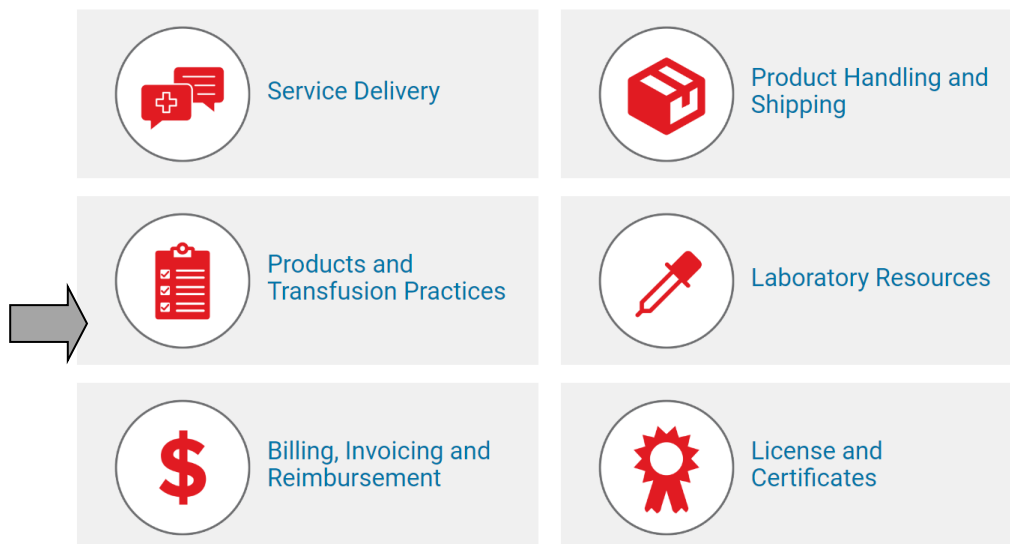 Service Delivery
Product Handling and
Shipping
Products and
Transfusion Practices
Laboratory Resources
Billing, Invoicing and
Reimbursement
License and
Certificates